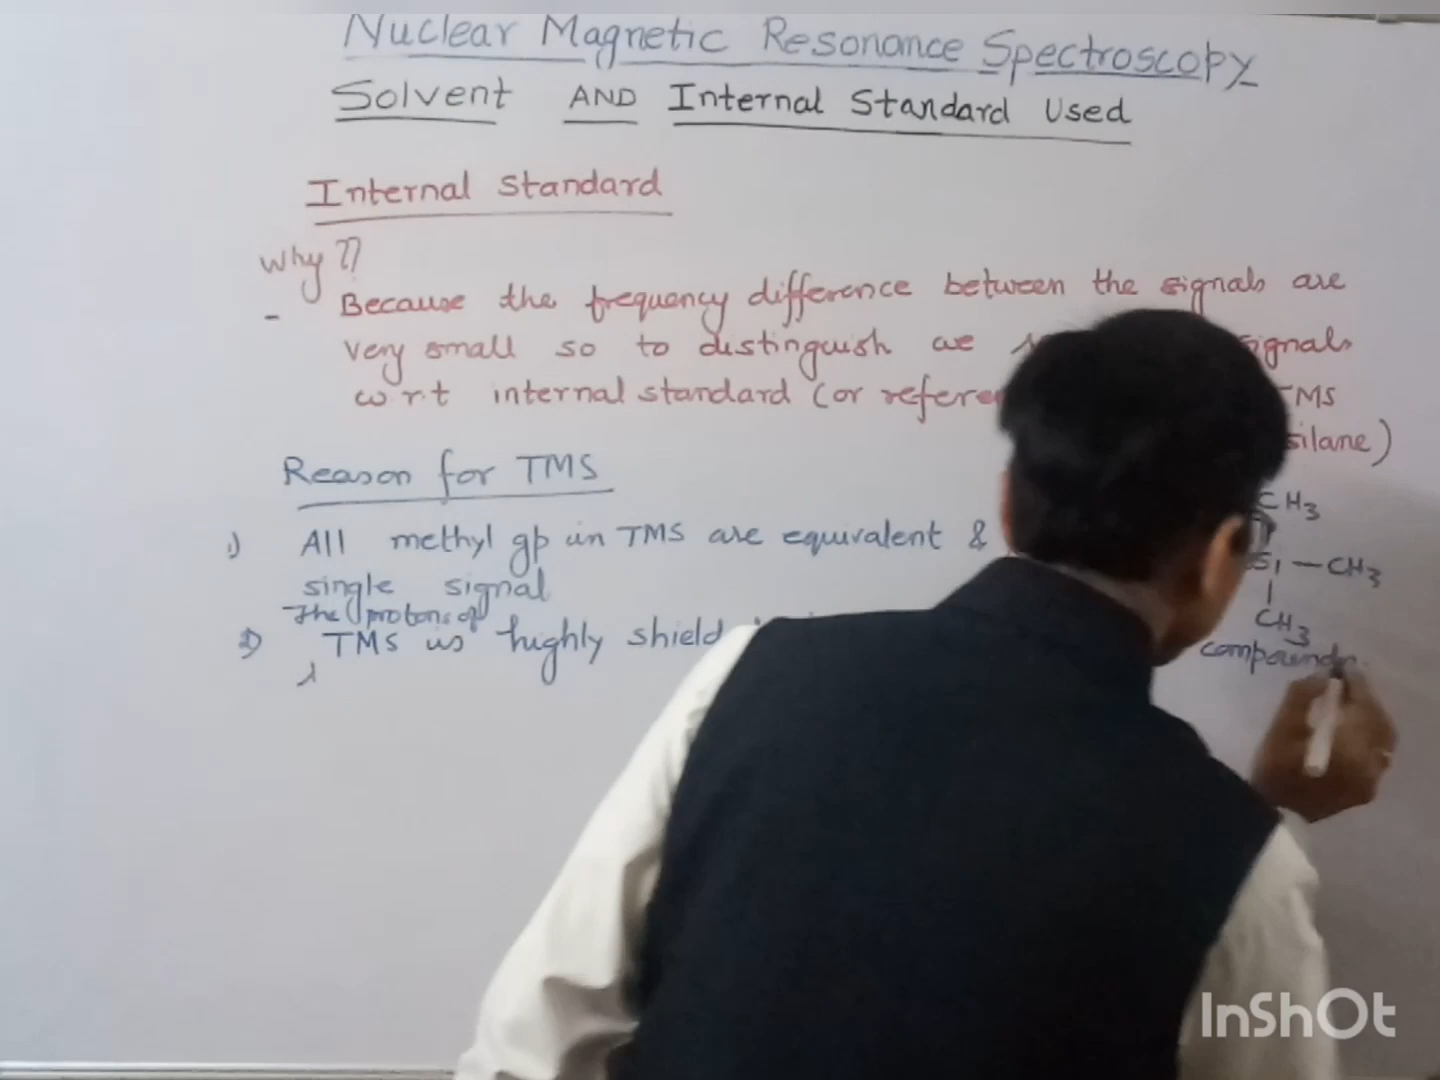 Nuclear Magnetic Resonance Spectroscopy
Solvent AND Internal Standard Used
Internal Standard
Why ??
- Because the frequency difference between the signals are
very small so to distinguish we signals
w.r.t internal standard (or TMS
silane)
Reason for TMS
CH3
1) All methyl gp in TMS are equivalent &
Si - CH3
single signal
CH3
The protons of
2) TMS is highly shield compounds
InShOt